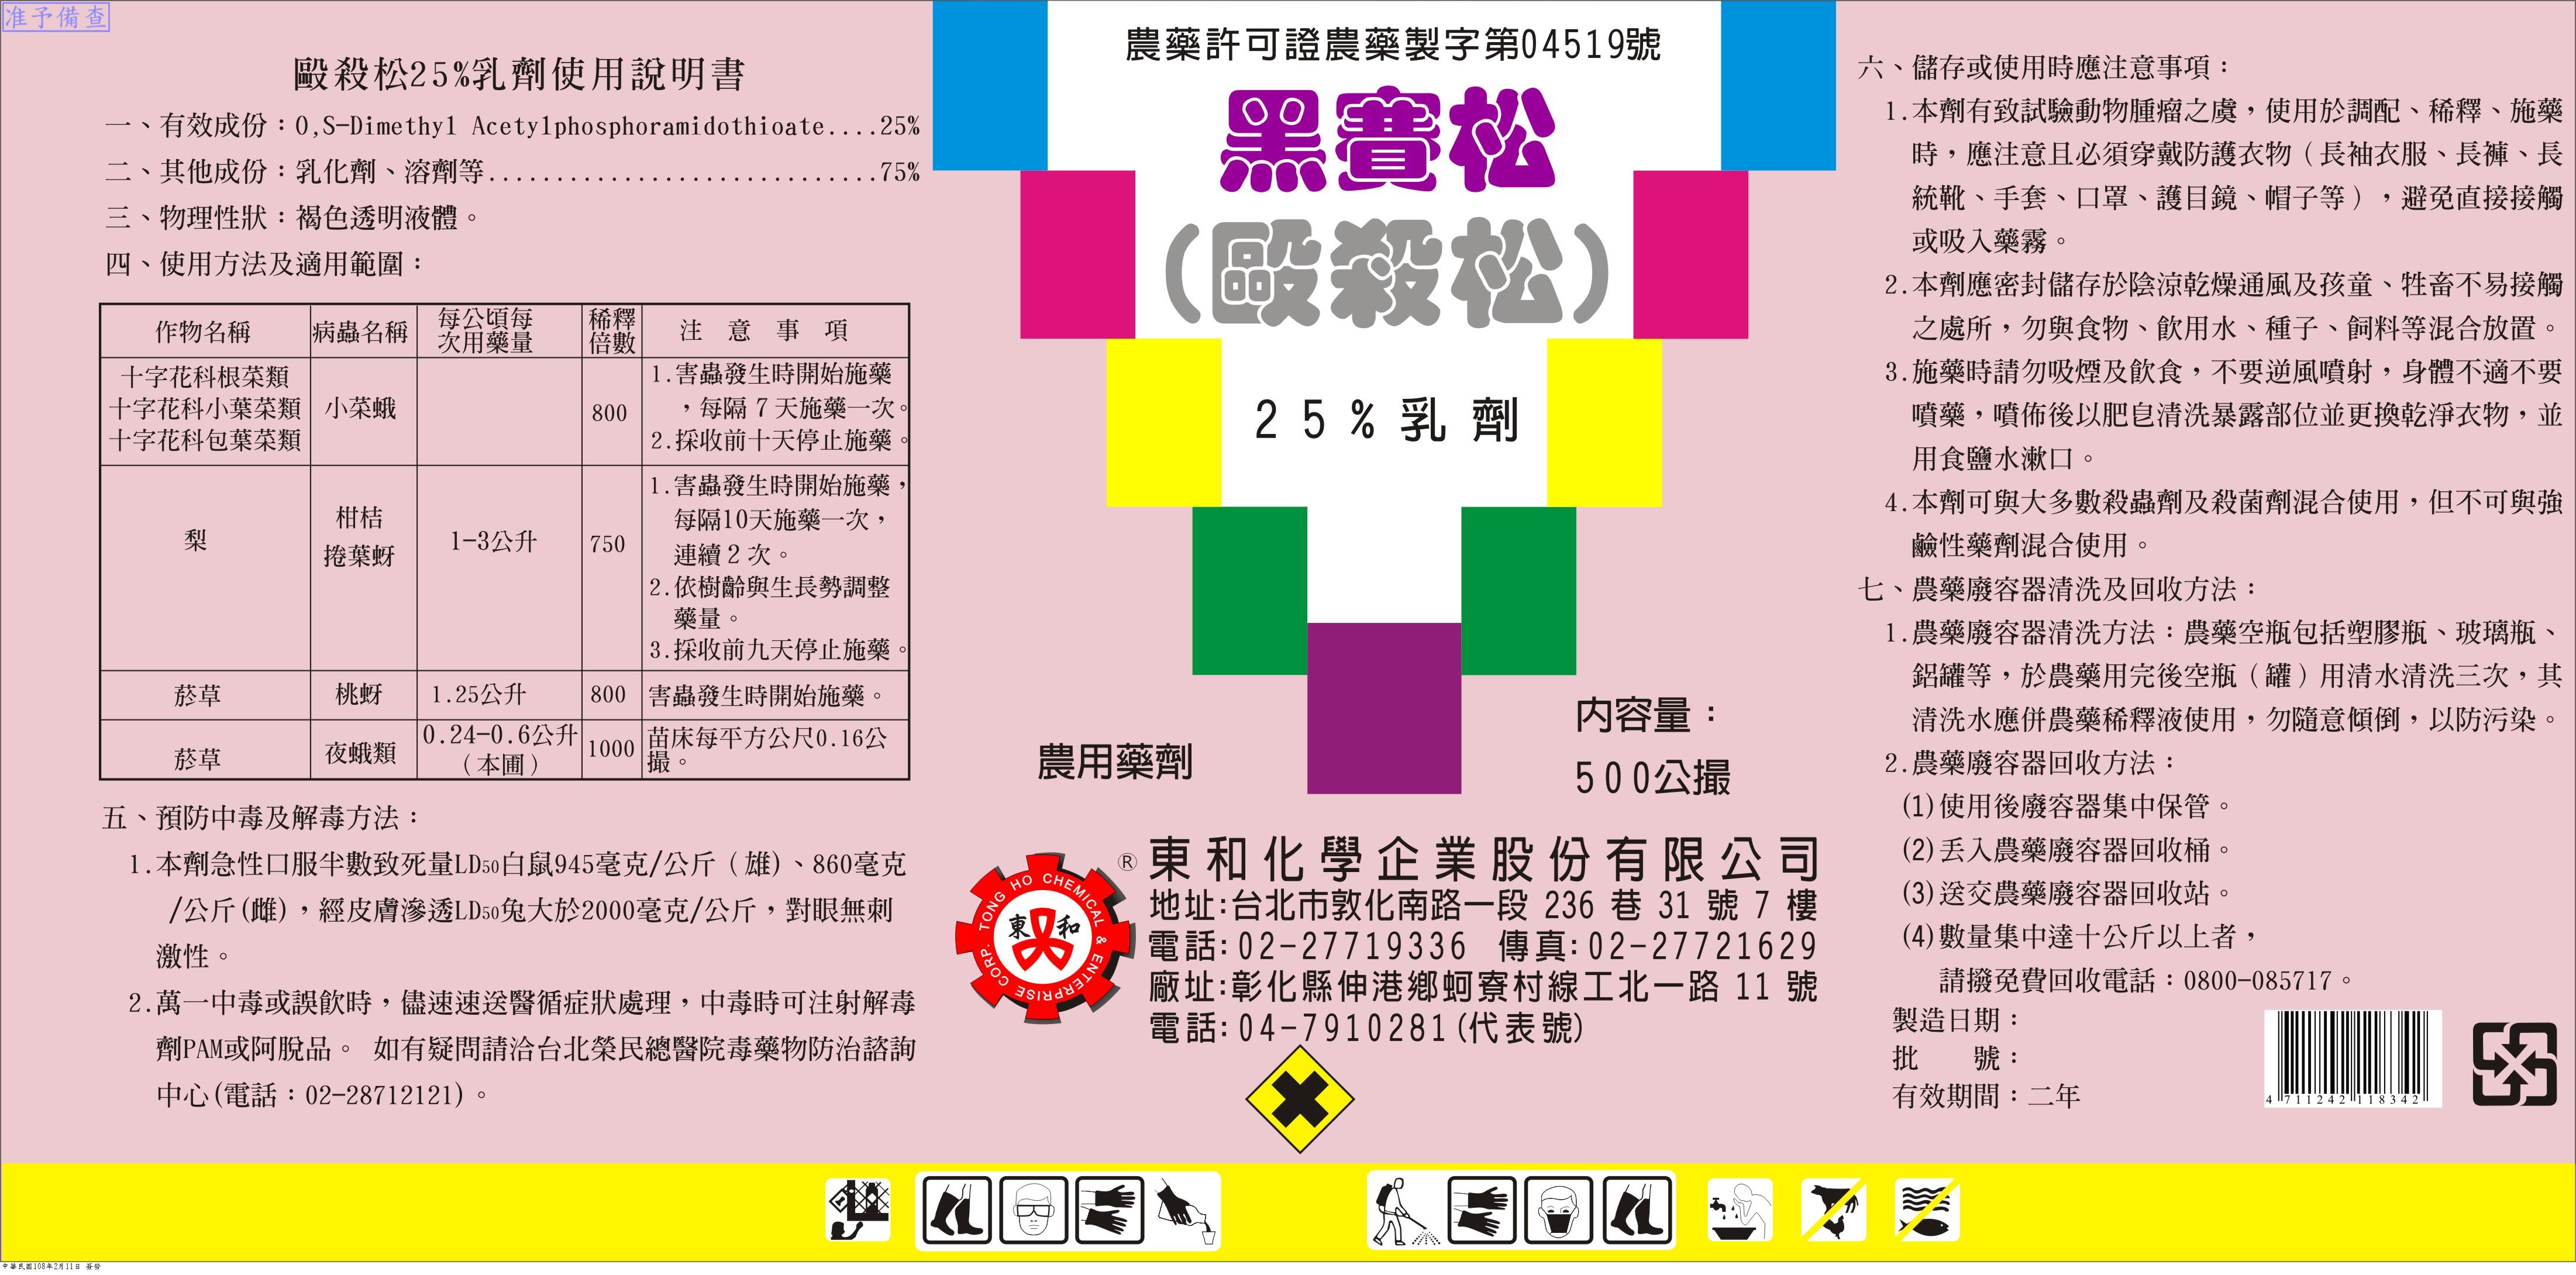 准予備查
毆殺松25%乳劑使用說明書
一、有效成份：O,S-Dimethyl Acetylphosphoramidothioate....25%
二、其他成份：乳化劑、溶劑等.............................75%
三、物理性狀：褐色透明液體。
四、使用方法及適用範圍：
作物名稱 病蟲名稱 每公頃每次用藥量 稀釋倍數 注意事項
十字花科根菜類
十字花科小葉菜類
十字花科包葉菜類
小菜蛾
800
1.害蟲發生時開始施藥
，每隔7天施藥一次。
2.採收前十天停止施藥。
梨
柑桔
捲葉蚜
1-3公升
750
1.害蟲發生時開始施藥，
每隔10天施藥一次，
連續2次。
2.依樹齡與生長勢調整
藥量。
3.採收前九天停止施藥。
菸草 桃蚜 1.25公升 800 害蟲發生時開始施藥。
菸草 夜蛾類
0.24-0.6公升
（本圃）
1000
苗床每平方公尺0.16公
撮。
五、預防中毒及解毒方法：
1.本劑急性口服半數致死量LD50白鼠945毫克/公斤（雄)、860毫克
/公斤(雌)，經皮膚滲透LD50兔大於2000毫克/公斤，對眼無刺
激性。
2.萬一中毒或誤飲時，儘速速送醫循症狀處理，中毒時可注射解毒
劑PAM或阿脫品。 如有疑問請洽台北榮民總醫院毒藥物防治諮詢
中心(電話：02-28712121)。
農藥許可證農藥製字第04519號
黑賽松
(毆殺松)
25%乳劑
農用藥劑
內容量：
500公撮
®
東和化學企業股份有限公司
地址:台北市敦化南路一段 236 巷 31 號 7 樓
電話:02-27719336 傳真:02-27721629
廠址:彰化縣伸港鄉蚵寮村線工北一路 11 號
電話:04-7910281(代表號)
TONG HO CHEMICAL & ENTERPRISE CORP.
東 和
六、儲存或使用時應注意事項：
1.本劑有致試驗動物腫瘤之虞，使用於調配、稀釋、施藥
時，應注意且必須穿戴防護衣物（長袖衣服、長褲、長
統靴、手套、口罩、護目鏡、帽子等），避免直接接觸
或吸入藥霧。
2.本劑應密封儲存於陰涼乾燥通風及孩童、牲畜不易接觸
之處所，勿與食物、飲用水、種子、飼料等混合放置。
3.施藥時請勿吸煙及飲食，不要逆風噴射，身體不適不要
噴藥，噴佈後以肥皂清洗暴露部位並更換乾淨衣物，並
用食鹽水漱口。
4.本劑可與大多數殺蟲劑及殺菌劑混合使用，但不可與強
鹼性藥劑混合使用。
七、農藥廢容器清洗及回收方法：
1.農藥廢容器清洗方法：農藥空瓶包括塑膠瓶、玻璃瓶、
鋁罐等，於農藥用完後空瓶（罐）用清水清洗三次，其
清洗水應併農藥稀釋液使用，勿隨意傾倒，以防污染。
2.農藥廢容器回收方法：
(1)使用後廢容器集中保管。
(2)丟入農藥廢容器回收桶。
(3)送交農藥廢容器回收站。
(4)數量集中達十公斤以上者，
請撥免費回收電話：0800-085717。
製造日期：
批　　號：
有效期間：二年
4 711242 118342
中華民國108年2月11日 簽發